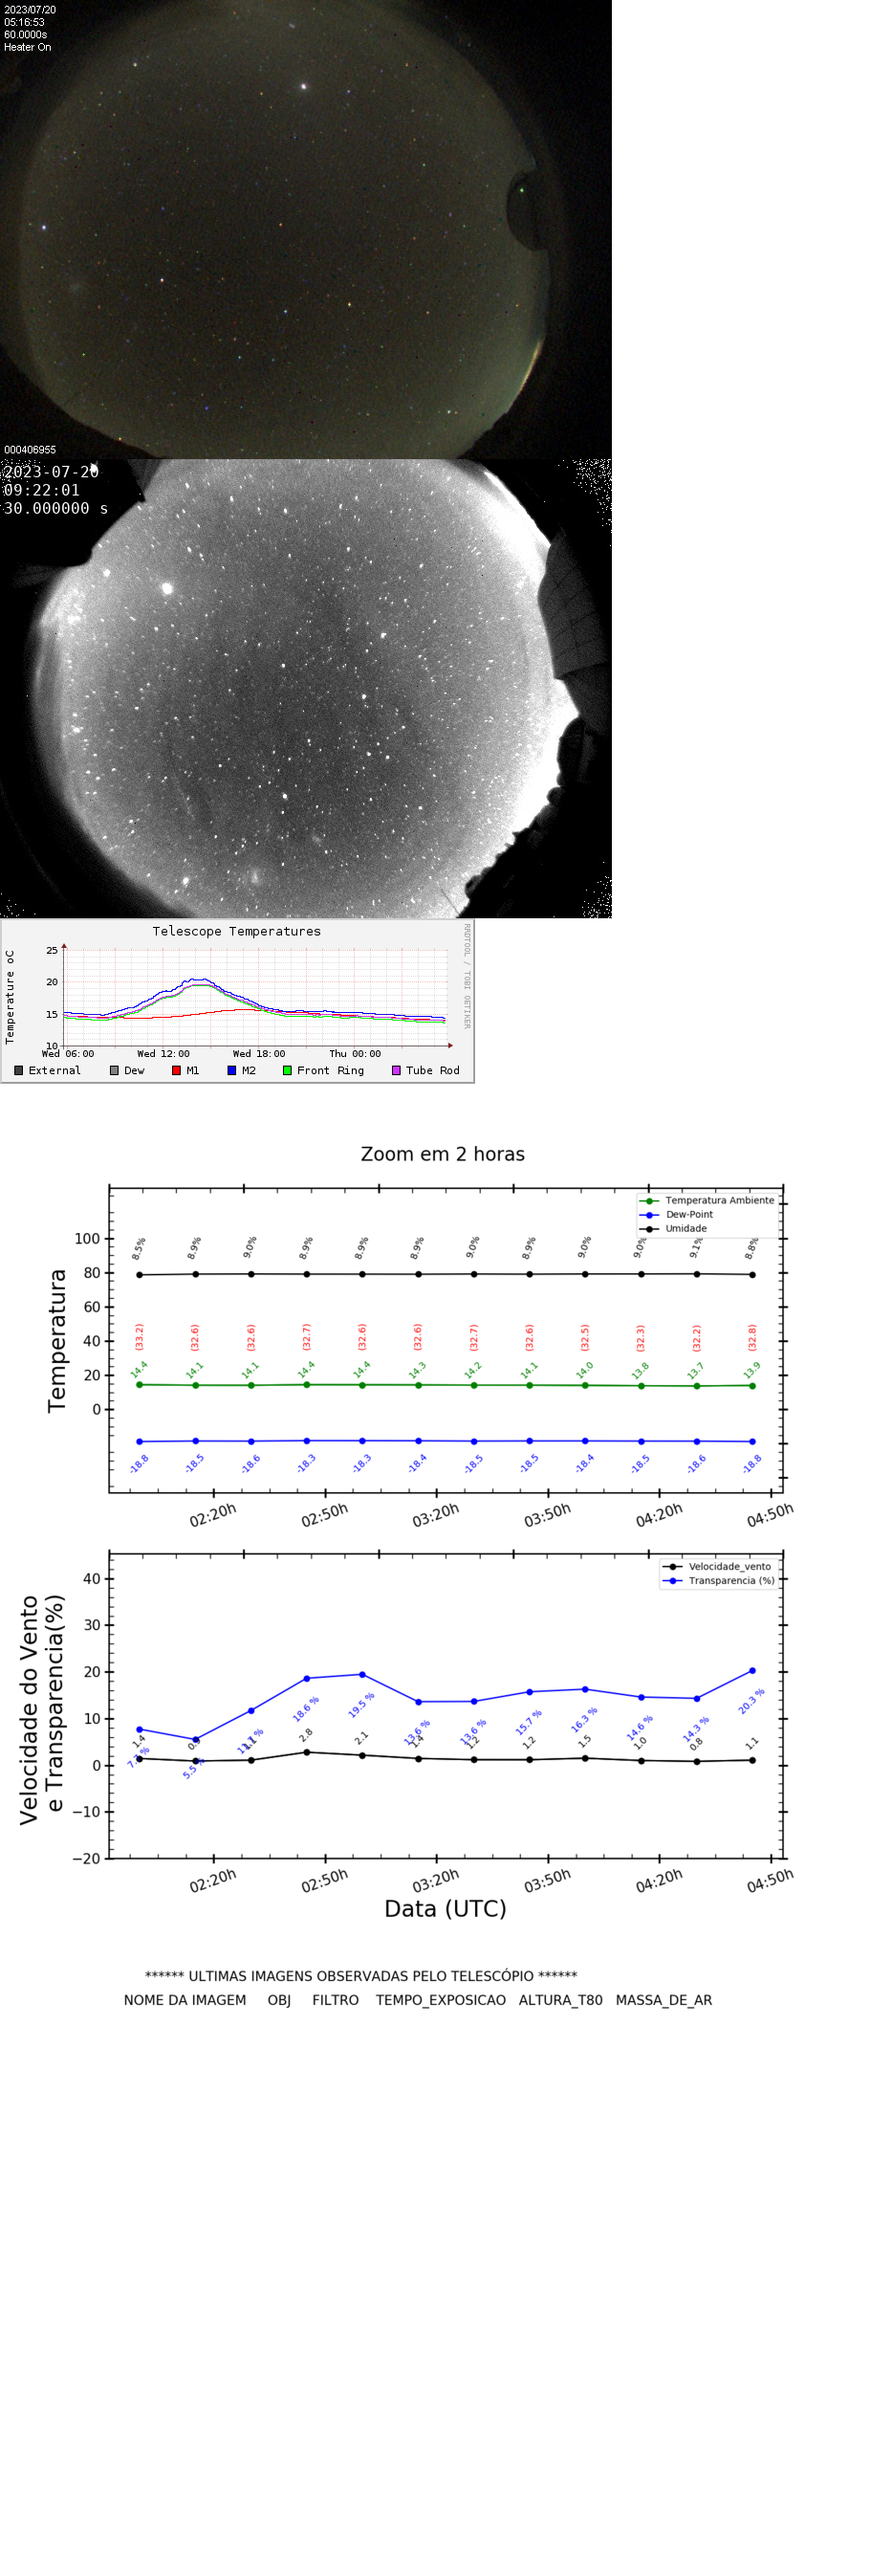 2023/07/20
05:16:53
60.0000s
Heater On
000406955
2023-07-20
09:22:01
30.000000 s
Telescope Temperatures
RRDTOOL / TOBI OETIKER
Temperature oC
25
20
15
10
Wed 06:00 Wed 12:00 Wed 18:00 Thu 00:00
External Dew M1 M2 Front Ring Tube Rod
Zoom em 2 horas
Temperatura Ambiente
Dew-Point
Umidade
Temperatura
100
80
60
40
20
0
8.5% 8.9% 9.0% 8.9% 8.9% 8.9% 9.0% 8.9% 9.0% 9.0% 9.1% 8.8%
(33.2) (32.6) (32.6) (32.7) (32.6) (32.6) (32.7) (32.6) (32.5) (32.3) (32.2) (32.8)
14.4 14.1 14.1 14.4 14.4 14.3 14.2 14.1 14.0 13.8 13.7 13.9
-18.8 -18.5 -18.6 -18.3 -18.3 -18.4 -18.5 -18.5 -18.4 -18.5 -18.6 -18.8
02:20h 02:50h 03:20h 03:50h 04:20h 04:50h
Velocidade_vento
Transparencia (%)
Velocidade do Vento
e Transparencia(%)
40
30
20
10
0
−10
−20
5.5 % 18.6 % 19.5 % 13.6 % 13.6 % 15.7 % 16.3 % 14.6 % 14.3 % 20.3 %
1.4 2.8 2.1 1.4 1.2 1.2 1.5 1.0 0.8 1.1
02:20h 02:50h 03:20h 03:50h 04:20h 04:50h
Data (UTC)
****** ULTIMAS IMAGENS OBSERVADAS PELO TELESCÓPIO ******
NOME DA IMAGEM OBJ FILTRO TEMPO_EXPOSICAO ALTURA_T80 MASSA_DE_AR